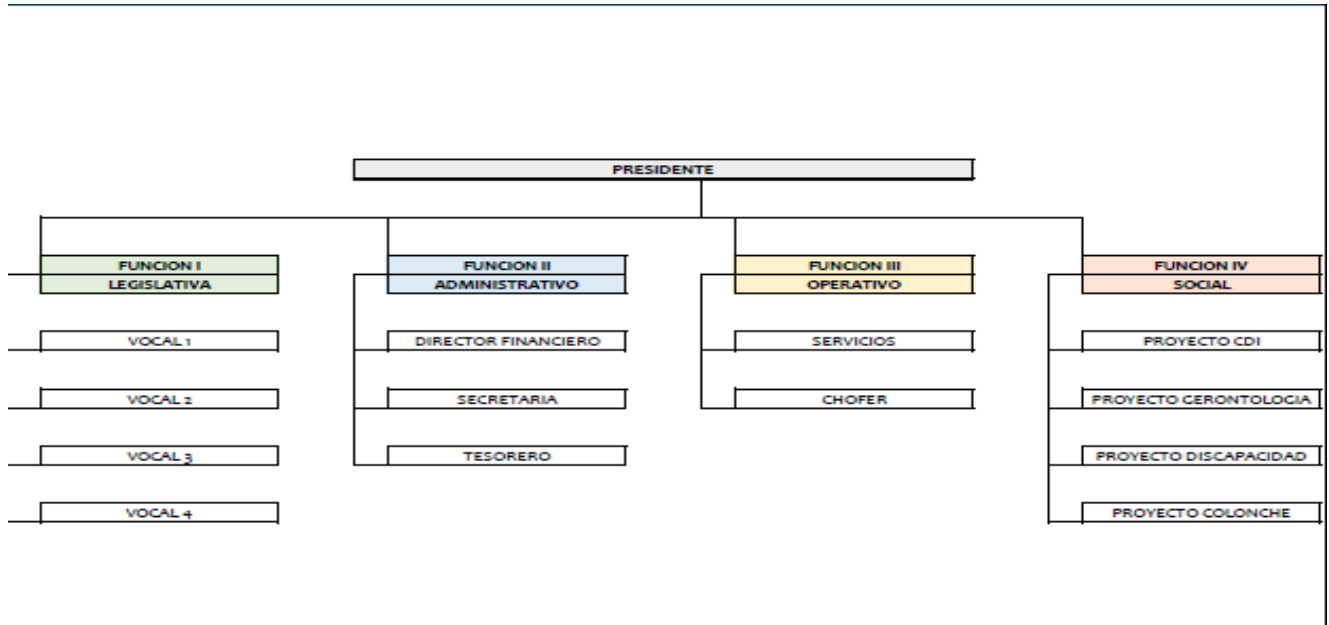 PRESIDENTE
FUNCION I
LEGISLATIVA
VOCAL 1
VOCAL 2
VOCAL 3
VOCAL 4
FUNCION II
ADMINISTRATIVO
DIRECTOR FINANCIERO
SECRETARIA
TESORERO
FUNCION III
OPERATIVO
SERVICIOS
CHOFER
FUNCION IV
SOCIAL
PROYECTO CDI
PROYECTO GERONTOLOGIA
PROYECTO DISCAPACIDAD
PROYECTO COLONCHE